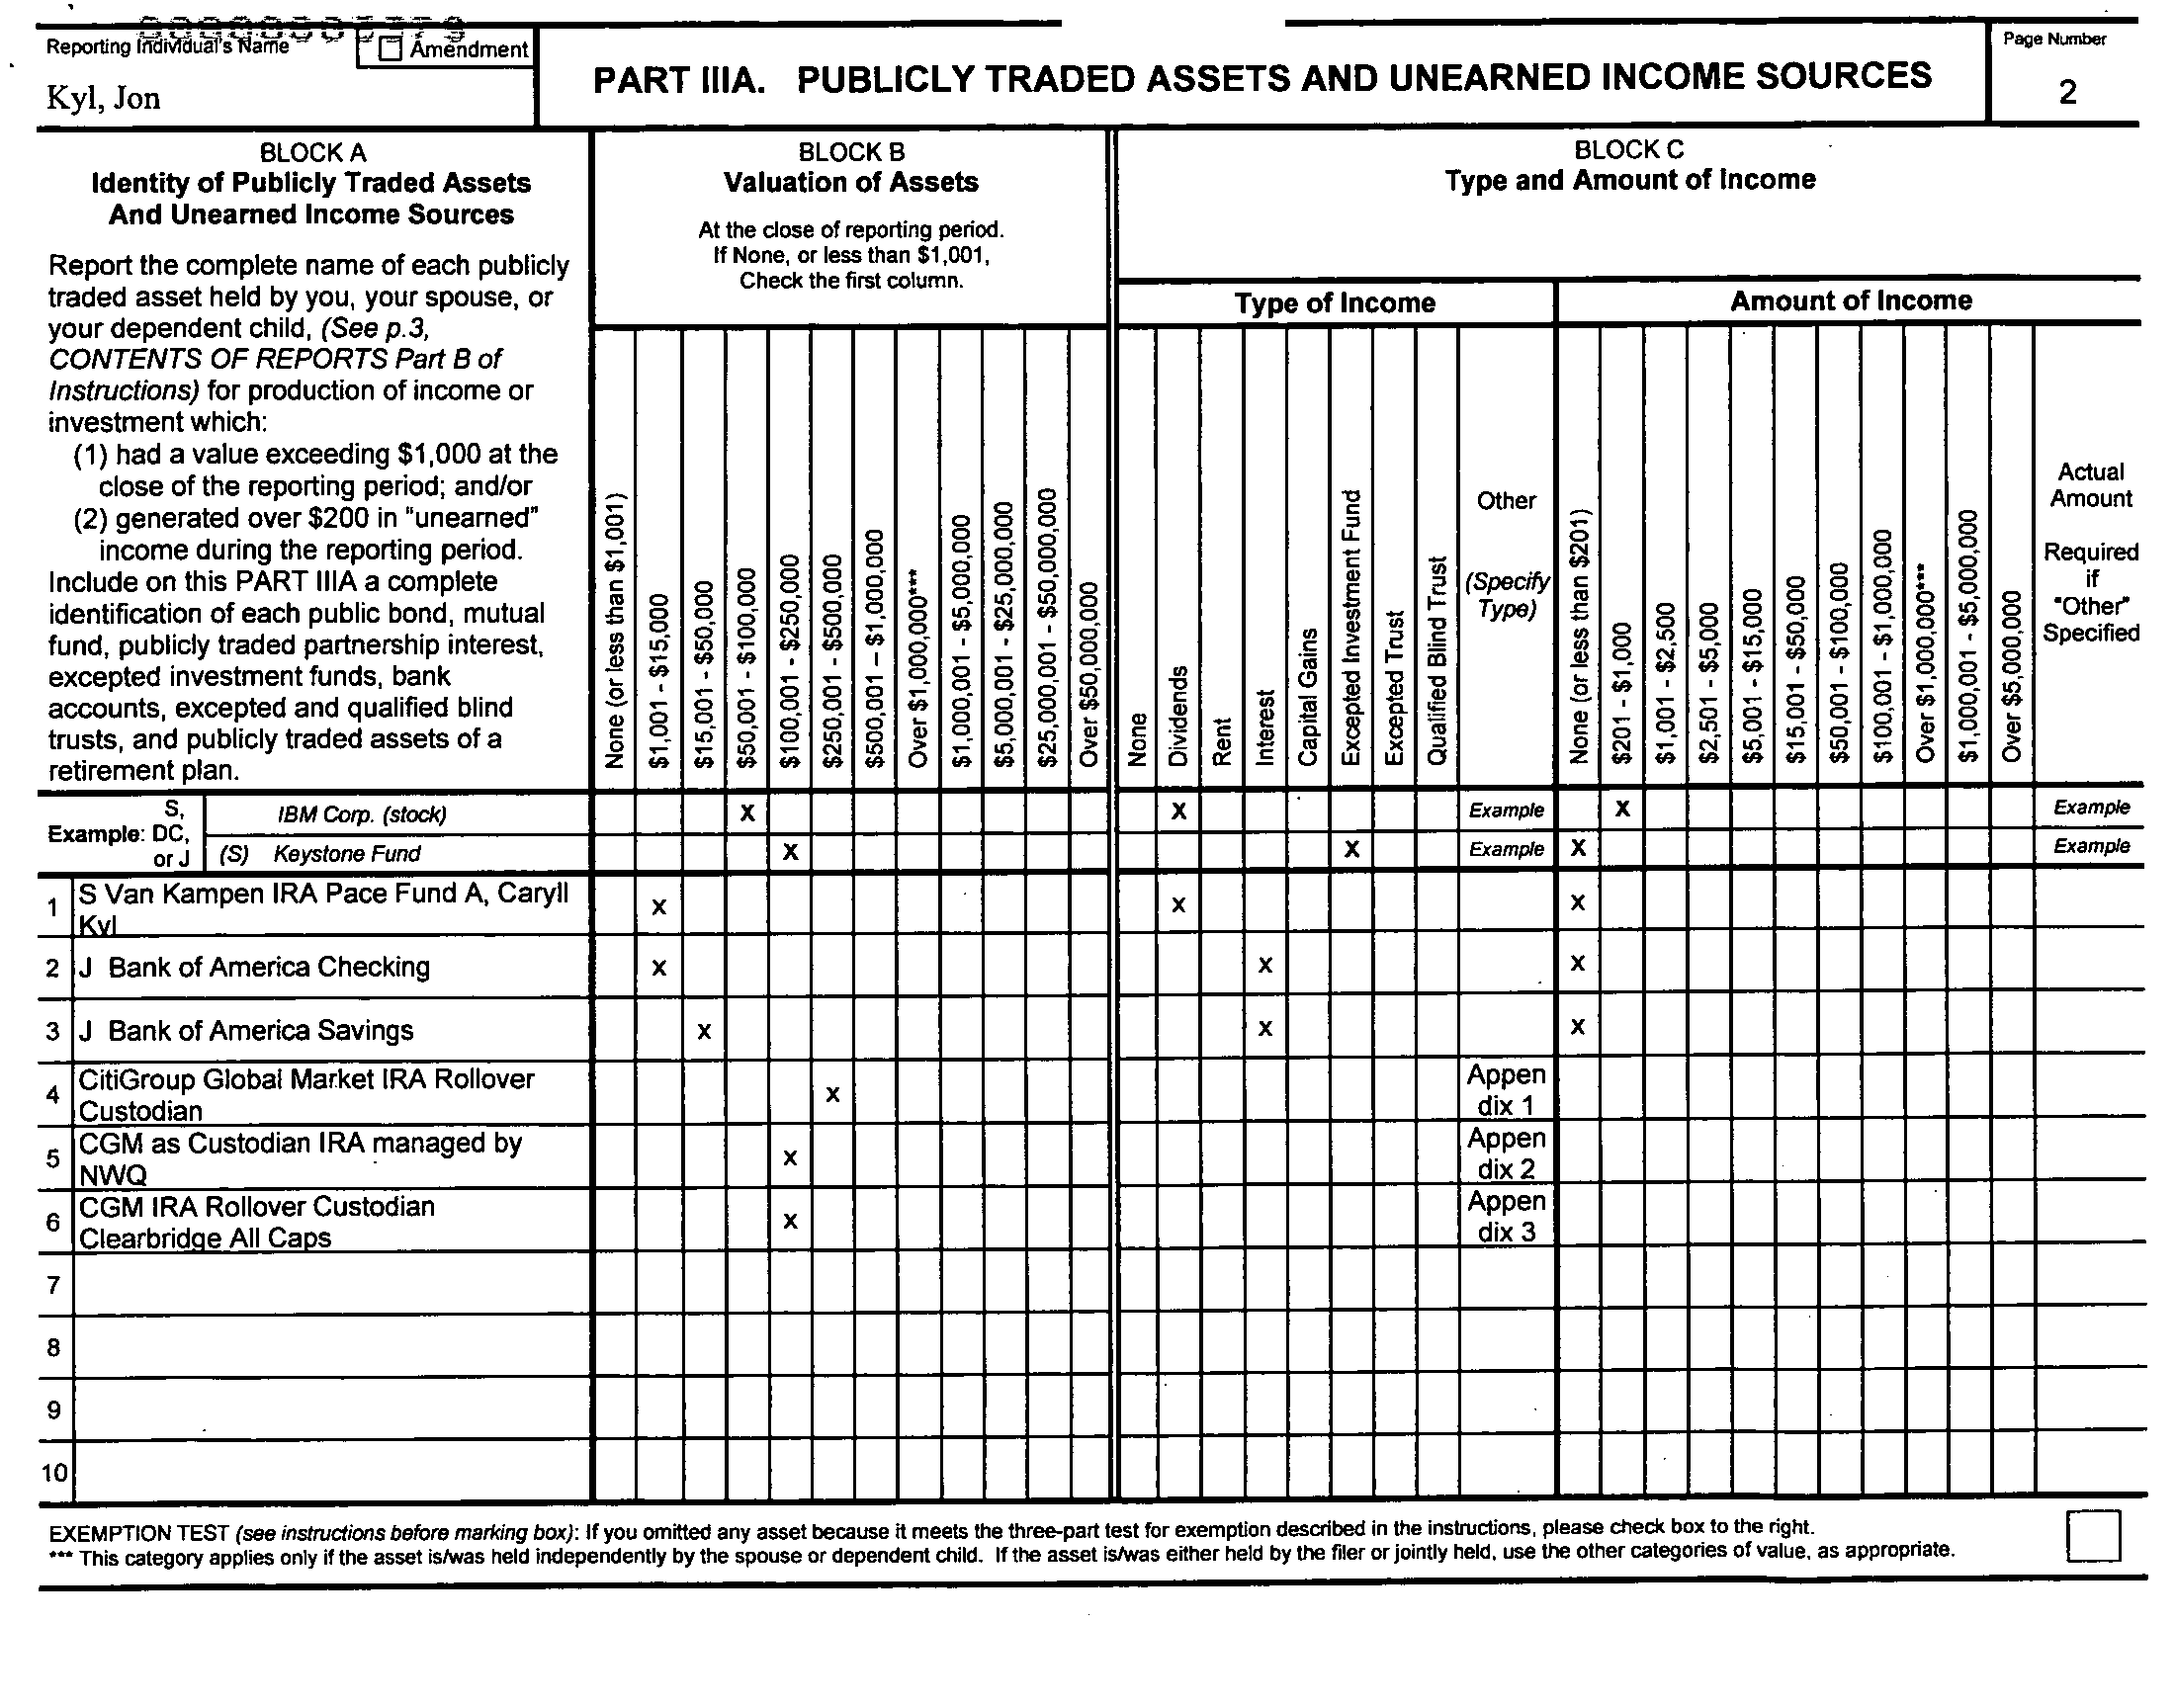 Reporting Individual's Name
☐ Amendment
Kyl, Jon
PART IIIA. PUBLICLY TRADED ASSETS AND UNEARNED INCOME SOURCES
Page Number
2
BLOCK A
Identity of Publicly Traded Assets
And Unearned Income Sources
Report the complete name of each publicly
traded asset held by you, your spouse, or
your dependent child, (See p.3,
CONTENTS OF REPORTS Part B of
Instructions) for production of income or
investment which:
(1) had a value exceeding $1,000 at the
close of the reporting period; and/or
(2) generated over $200 in "unearned"
income during the reporting period.
Include on this PART IIIA a complete
identification of each public bond, mutual
fund, publicly traded partnership interest,
excepted investment funds, bank
accounts, excepted and qualified blind
trusts, and publicly traded assets of a
retirement plan.
BLOCK B
Valuation of Assets
At the close of reporting period.
If None, or less than $1,001,
Check the first column.
None (or less than $1,001)
$1,001 - $15,000
$15,001 - $50,000
$50,001 - $100,000
$100,001 - $250,000
$250,001 - $500,000
$500,001 – $1,000,000
Over $1,000,000***
$1,000,001 - $5,000,000
$5,000,001 - $25,000,000
$25,000,001 - $50,000,000
Over $50,000,000
BLOCK C
Type and Amount of Income
Type of Income
None
Dividends
Rent
Interest
Capital Gains
Excepted Investment Fund
Excepted Trust
Qualified Blind Trust
Other
(Specify
Type)
Amount of Income
None (or less than $201)
$201 - $1,000
$1,001 - $2,500
$2,501 - $5,000
$5,001 - $15,000
$15,001 - $50,000
$50,001 - $100,000
$100,001 - $1,000,000
Over $1,000,000***
$1,000,001 - $5,000,000
Over $5,000,000
Actual
Amount
Required
if
"Other"
Specified
Example:
S,
DC,
or J
IBM Corp. (stock) X X Example X Example
(S) Keystone Fund X X Example X Example
1 S Van Kampen IRA Pace Fund A, Caryll
Kyl X X X
2 J Bank of America Checking X X X
3 J Bank of America Savings X X X
4 CitiGroup Global Market IRA Rollover
Custodian X Appen
dix 1
5 CGM as Custodian IRA managed by
NWQ X Appen
dix 2
6 CGM IRA Rollover Custodian
Clearbridge All Caps X Appen
dix 3
7
8
9
10
EXEMPTION TEST (see instructions before marking box): If you omitted any asset because it meets the three-part test for exemption described in the instructions, please check box to the right.
*** This category applies only if the asset is/was held independently by the spouse or dependent child. If the asset is/was either held by the filer or jointly held, use the other categories of value, as appropriate.